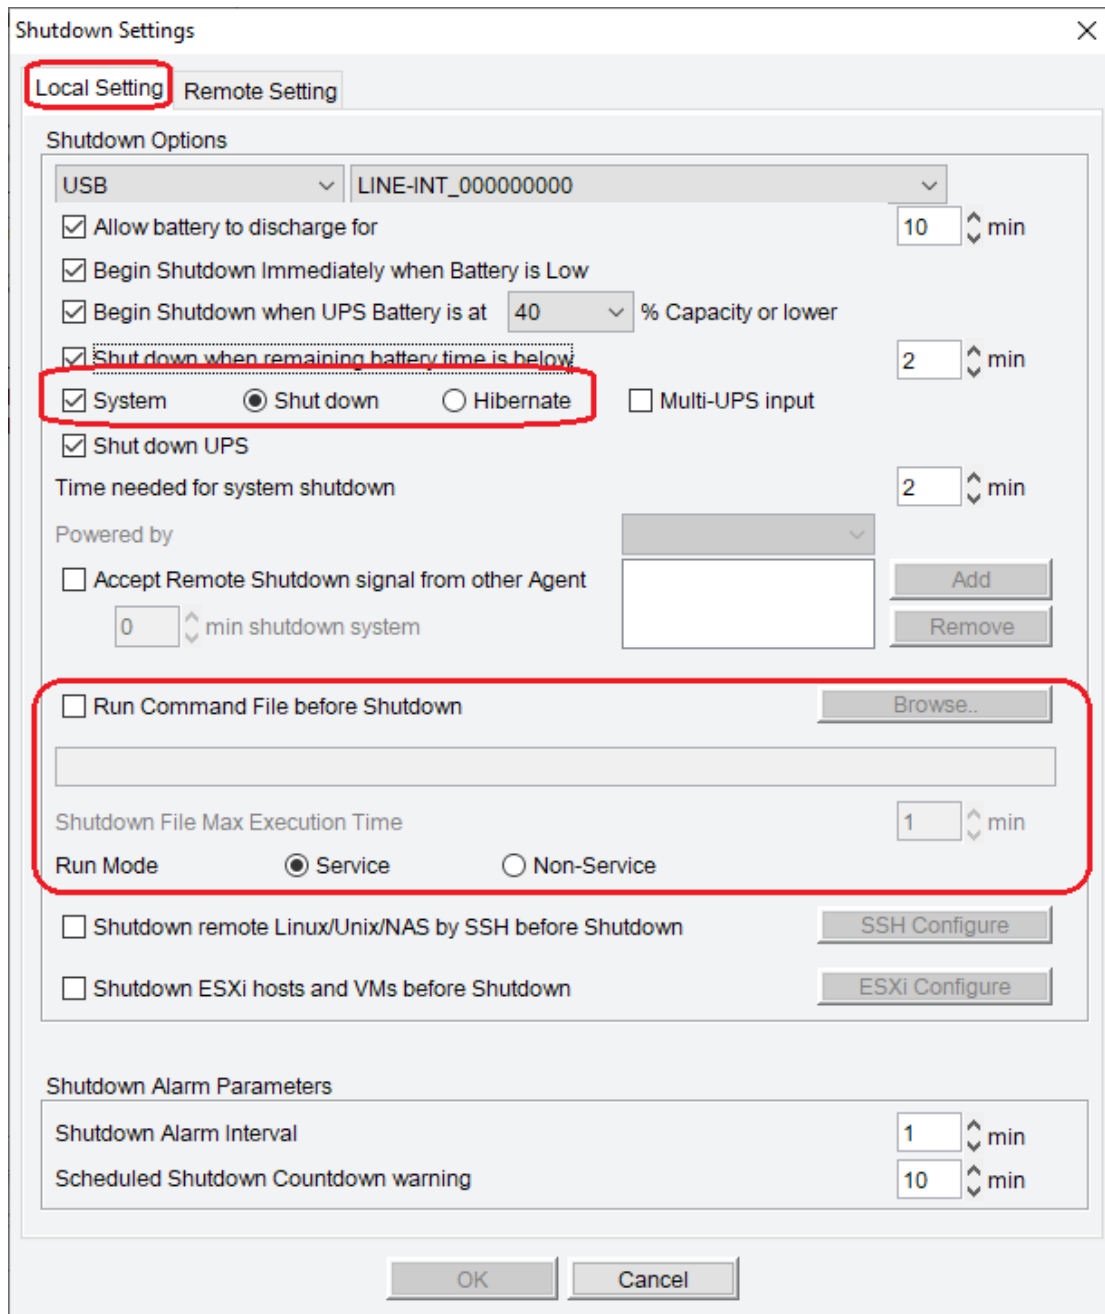 Shutdown Settings
Local Setting Remote Setting
Shutdown Options
USB LINE-INT_000000000
Allow battery to discharge for 10 min
Begin Shutdown Immediately when Battery is Low
Begin Shutdown when UPS Battery is at 40 % Capacity or lower
Shut down when remaining battery time is below 2 min
System Shut down Hibernate Multi-UPS input
Shut down UPS
Time needed for system shutdown 2 min
Powered by
Accept Remote Shutdown signal from other Agent Add
0 min shutdown system Remove
Run Command File before Shutdown Browse..
Shutdown File Max Execution Time 1 min
Run Mode Service Non-Service
Shutdown remote Linux/Unix/NAS by SSH before Shutdown SSH Configure
Shutdown ESXi hosts and VMs before Shutdown ESXi Configure
Shutdown Alarm Parameters
Shutdown Alarm Interval 1 min
Scheduled Shutdown Countdown warning 10 min
OK Cancel